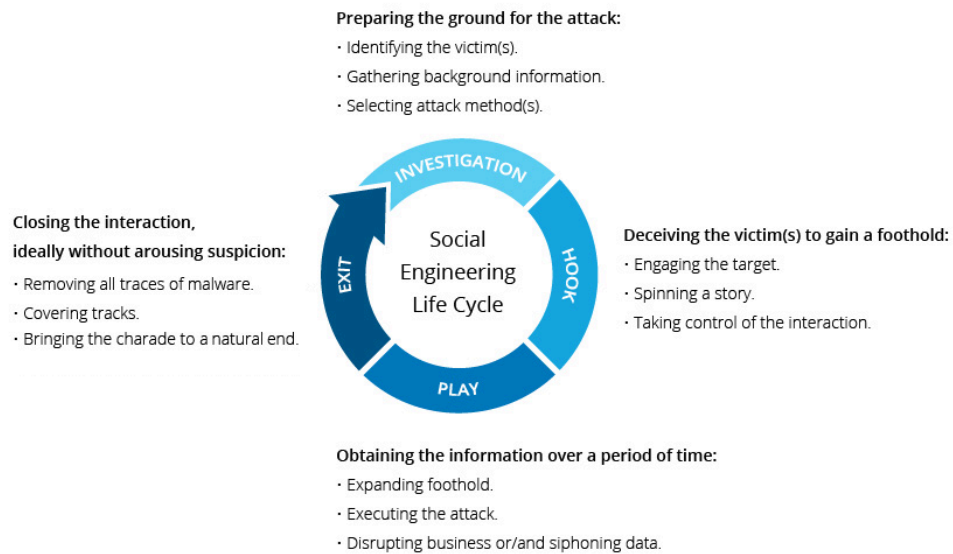 Preparing the ground for the attack:
· Identifying the victim(s).
· Gathering background information.
· Selecting attack method(s).
INVESTIGATION
HOOK
PLAY
EXIT
Social
Engineering
Life Cycle
Deceiving the victim(s) to gain a foothold:
· Engaging the target.
· Spinning a story.
· Taking control of the interaction.
Obtaining the information over a period of time:
· Expanding foothold.
· Executing the attack.
· Disrupting business or/and siphoning data.
Closing the interaction,
ideally without arousing suspicion:
· Removing all traces of malware.
· Covering tracks.
· Bringing the charade to a natural end.